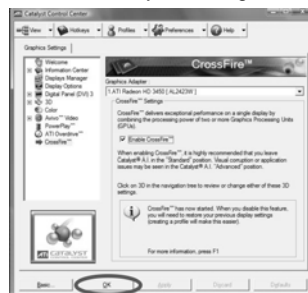 Catalyst Control Center
View Hotkeys Profiles Preferences Help
Graphics Settings
Welcome
Information Center
Displays Manager
Display Options
Digital Panel (DVI) 3
3D
Color
Avivo™ Video
PowerPlay™
ATI Overdrive™
CrossFire™
CATALYST
CrossFire™
Graphics Adapter
1.ATI Radeon HD 3450 [ AL2423W ]
CrossFire™ Settings
CrossFire™ delivers exceptional performance on a single display by
combining the processing power of two or more Graphics Processing Units
(GPUs).
Enable CrossFire™
When enabling CrossFire™, it is highly recommended that you leave
Catalyst® A.I. in the "Standard" position. Visual corruption or application
issues may be seen in the Catalyst® A.I. "Advanced" position.
Click on 3D in the navigation tree to review or change either of these 3D
settings.
CrossFire™ has now started. When you disable this feature,
you will need to restore your previous display settings
(creating a profile will make this easier).
For more information, press F1
Basic... OK Apply Discard Defaults